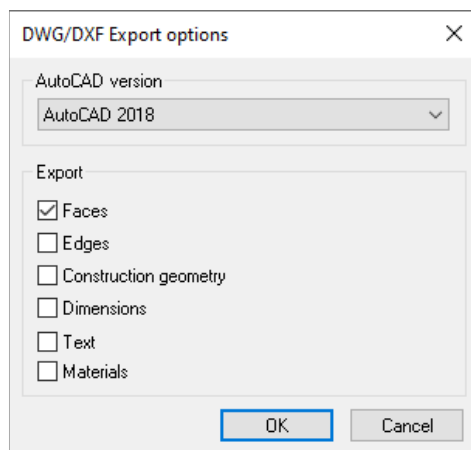 DWG/DXF Export options
AutoCAD version
AutoCAD 2018
Export
Faces
Edges
Construction geometry
Dimensions
Text
Materials
OK Cancel